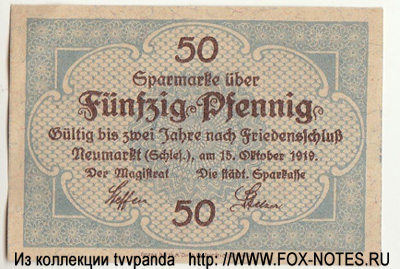 50
Sparmarke über
Fünfzig Pfennig
Gültig bis zwei Jahre nach Friedensschluß
Neumarkt (Schles.), am 15. Oktober 1919.
Der Magistrat Die städt. Sparkasse
50
Из коллекции tvvpanda http://WWW.FOX-NOTES.RU